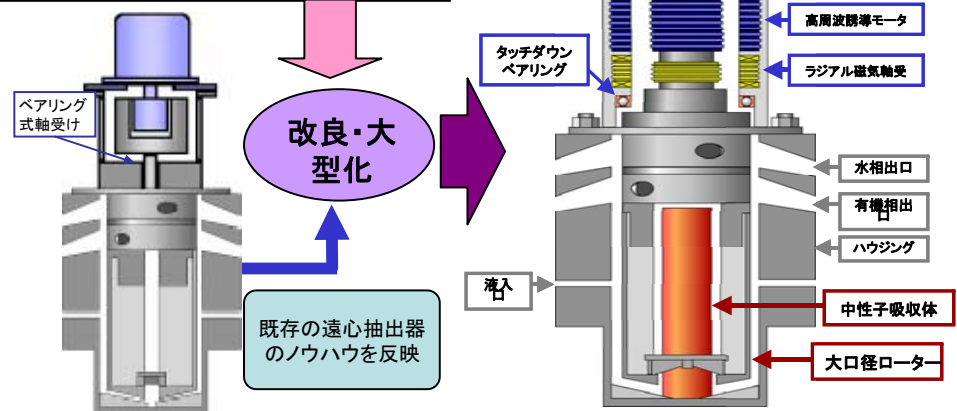 ベアリング
式軸受け
改良・大
型化
既存の遠心抽出器
のノウハウを反映
タッチダウン
ベアリング
高周波誘導モータ
ラジアル磁気軸受
水相出口
有機相出
口
ハウジング
液入
口
中性子吸収体
大口径ローター